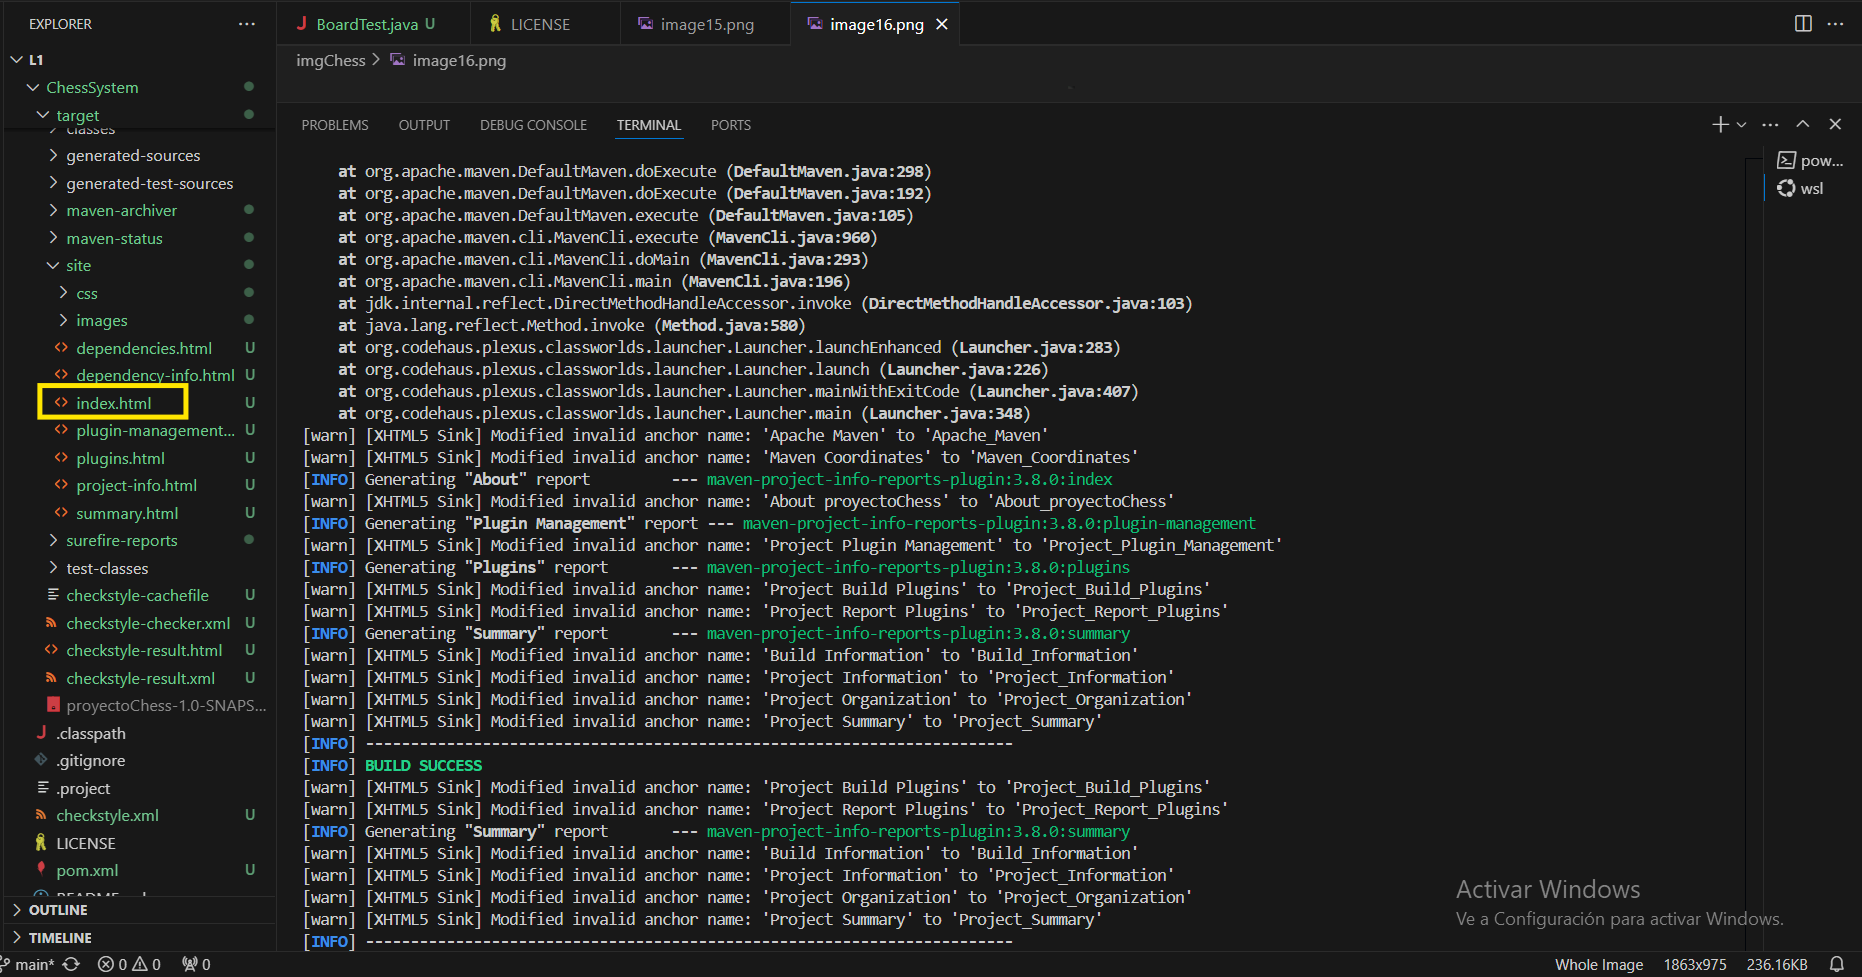 EXPLORER
L1
ChessSystem
target
classes
generated-sources
generated-test-sources
maven-archiver
maven-status
site
css
images
dependencies.html U
dependency-info.html U
index.html U
plugin-management... U
plugins.html U
project-info.html U
summary.html U
surefire-reports
test-classes
checkstyle-cachefile U
checkstyle-checker.xml U
checkstyle-result.html U
checkstyle-result.xml U
proyectoChess-1.0-SNAPS...
.classpath
.gitignore
.project
checkstyle.xml U
LICENSE
pom.xml U
OUTLINE
TIMELINE
BoardTest.java U
LICENSE
image15.png
image16.png
imgChess > image16.png
PROBLEMS OUTPUT DEBUG CONSOLE TERMINAL PORTS
at org.apache.maven.DefaultMaven.doExecute (DefaultMaven.java:298)
at org.apache.maven.DefaultMaven.doExecute (DefaultMaven.java:192)
at org.apache.maven.DefaultMaven.execute (DefaultMaven.java:105)
at org.apache.maven.cli.MavenCli.execute (MavenCli.java:960)
at org.apache.maven.cli.MavenCli.doMain (MavenCli.java:293)
at org.apache.maven.cli.MavenCli.main (MavenCli.java:196)
at jdk.internal.reflect.DirectMethodHandleAccessor.invoke (DirectMethodHandleAccessor.java:103)
at java.lang.reflect.Method.invoke (Method.java:580)
at org.codehaus.plexus.classworlds.launcher.Launcher.launchEnhanced (Launcher.java:283)
at org.codehaus.plexus.classworlds.launcher.Launcher.launch (Launcher.java:226)
at org.codehaus.plexus.classworlds.launcher.Launcher.mainWithExitCode (Launcher.java:407)
at org.codehaus.plexus.classworlds.launcher.Launcher.main (Launcher.java:348)
[warn] [XHTML5 Sink] Modified invalid anchor name: 'Apache Maven' to 'Apache_Maven'
[warn] [XHTML5 Sink] Modified invalid anchor name: 'Maven Coordinates' to 'Maven_Coordinates'
[INFO] Generating "About" report --- maven-project-info-reports-plugin:3.8.0:index
[warn] [XHTML5 Sink] Modified invalid anchor name: 'About proyectoChess' to 'About_proyectoChess'
[INFO] Generating "Plugin Management" report --- maven-project-info-reports-plugin:3.8.0:plugin-management
[warn] [XHTML5 Sink] Modified invalid anchor name: 'Project Plugin Management' to 'Project_Plugin_Management'
[INFO] Generating "Plugins" report --- maven-project-info-reports-plugin:3.8.0:plugins
[warn] [XHTML5 Sink] Modified invalid anchor name: 'Project Build Plugins' to 'Project_Build_Plugins'
[warn] [XHTML5 Sink] Modified invalid anchor name: 'Project Report Plugins' to 'Project_Report_Plugins'
[INFO] Generating "Summary" report --- maven-project-info-reports-plugin:3.8.0:summary
[warn] [XHTML5 Sink] Modified invalid anchor name: 'Build Information' to 'Build_Information'
[warn] [XHTML5 Sink] Modified invalid anchor name: 'Project Information' to 'Project_Information'
[warn] [XHTML5 Sink] Modified invalid anchor name: 'Project Organization' to 'Project_Organization'
[warn] [XHTML5 Sink] Modified invalid anchor name: 'Project Summary' to 'Project_Summary'
[INFO] ------------------------------------------------------------------------
[INFO] BUILD SUCCESS
[warn] [XHTML5 Sink] Modified invalid anchor name: 'Project Build Plugins' to 'Project_Build_Plugins'
[warn] [XHTML5 Sink] Modified invalid anchor name: 'Project Report Plugins' to 'Project_Report_Plugins'
[INFO] Generating "Summary" report --- maven-project-info-reports-plugin:3.8.0:summary
[warn] [XHTML5 Sink] Modified invalid anchor name: 'Build Information' to 'Build_Information'
[warn] [XHTML5 Sink] Modified invalid anchor name: 'Project Information' to 'Project_Information'
[warn] [XHTML5 Sink] Modified invalid anchor name: 'Project Organization' to 'Project_Organization'
[warn] [XHTML5 Sink] Modified invalid anchor name: 'Project Summary' to 'Project_Summary'
[INFO] ------------------------------------------------------------------------
pow...
wsl
Activar Windows
Ve a Configuración para activar Windows.
main* 0 0 0
Whole Image 1863x975 236.16KB